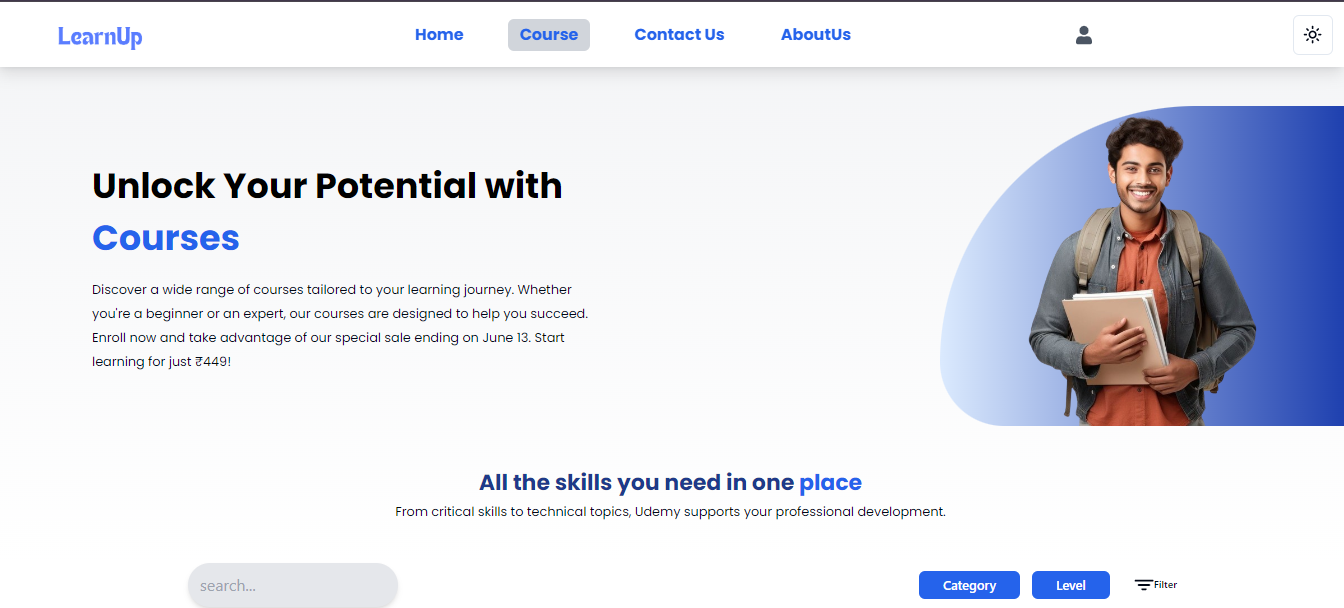 LearnUp
Home
Course
Contact Us
AboutUs
Unlock Your Potential with
Courses
Discover a wide range of courses tailored to your learning journey. Whether
you're a beginner or an expert, our courses are designed to help you succeed.
Enroll now and take advantage of our special sale ending on June 13. Start
learning for just ₹449!
All the skills you need in one place
From critical skills to technical topics, Udemy supports your professional development.
search...
Category
Level
Filter